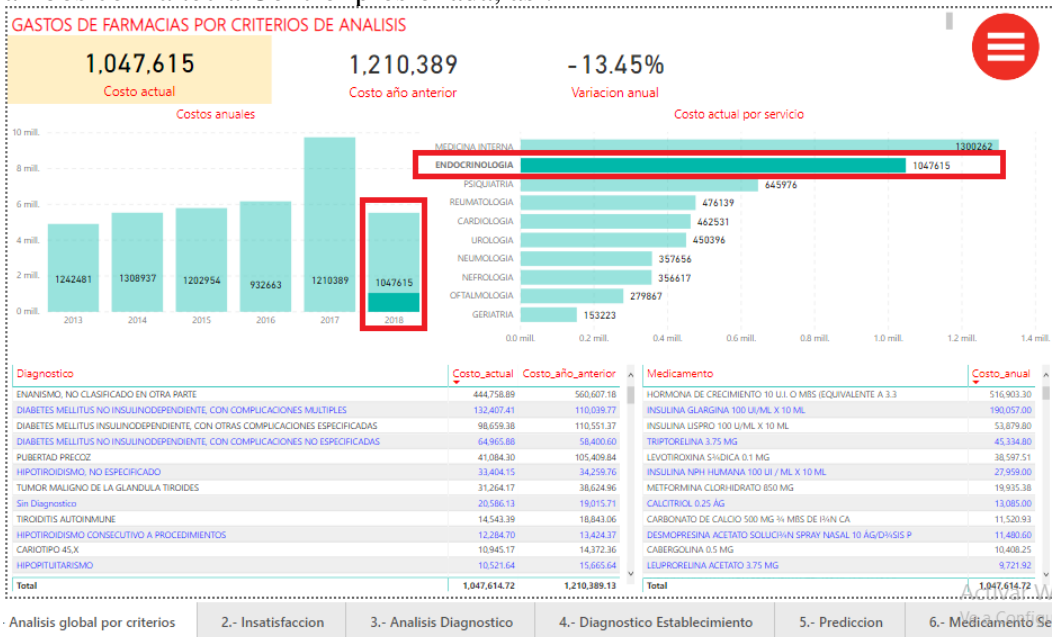 GASTOS DE FARMACIAS POR CRITERIOS DE ANALISIS
1,047,615
Costo actual
1,210,389
Costo año anterior
-13.45%
Variacion anual
Costos anuales
10 mill.
8 mill.
6 mill.
4 mill.
2 mill.
0 mill.
1242481
1308937
1202954
932663
1210389
1047615
2013
2014
2015
2016
2017
2018
Costo actual por servicio
MEDICINA INTERNA 1300262
ENDOCRINOLOGIA 1047615
PSIQUIATRIA 645976
REUMATOLOGIA 476139
CARDIOLOGIA 462531
UROLOGIA 450396
NEUMOLOGIA 357656
NEFROLOGIA 356617
OFTALMOLOGIA 279867
GERIATRIA 153223
0.0 mill. 0.2 mill. 0.4 mill. 0.6 mill. 0.8 mill. 1.0 mill. 1.2 mill. 1.4 mill.
Diagnostico Costo_actual Costo_año_anterior
ENANISMO, NO CLASIFICADO EN OTRA PARTE 444,758.89 560,607.18
DIABETES MELLITUS NO INSULINODEPENDIENTE, CON COMPLICACIONES MULTIPLES 132,407.41 110,039.77
DIABETES MELLITUS INSULINODEPENDIENTE, CON OTRAS COMPLICACIONES ESPECIFICADAS 98,659.38 110,551.37
DIABETES MELLITUS NO INSULINODEPENDIENTE, CON COMPLICACIONES NO ESPECIFICADAS 64,965.88 58,400.60
PUBERTAD PRECOZ 41,084.30 105,409.84
HIPOTIROIDISMO, NO ESPECIFICADO 33,404.15 34,259.76
TUMOR MALIGNO DE LA GLANDULA TIROIDES 31,264.17 38,624.96
Sin Diagnostico 20,586.13 19,015.71
TIROIDITIS AUTOINMUNE 14,543.39 18,843.06
HIPOTIROIDISMO CONSECUTIVO A PROCEDIMIENTOS 12,284.70 13,424.37
CARIOTIPO 45,X 10,945.17 14,372.36
HIPOPITUITARISMO 10,521.64 15,665.64
Total 1,047,614.72 1,210,389.13
Medicamento Costo_anual
HORMONA DE CRECIMIENTO 10 U.I. O MßS (EQUIVALENTE A 3.3 516,903.30
INSULINA GLARGINA 100 UI/ML X 10 ML 190,057.00
INSULINA LISPRO 100 U/ML X 10 ML 53,879.80
TRIPTORELINA 3.75 MG 45,334.80
LEVOTIROXINA S¾DICA 0.1 MG 38,597.51
INSULINA NPH HUMANA 100 UI / ML X 10 ML 27,959.00
METFORMINA CLORHIDRATO 850 MG 19,935.38
CALCITRIOL 0.25 ÁG 13,085.00
CARBONATO DE CALCIO 500 MG ¾ MßS DE I¾N CA 11,520.93
DESMOPRESINA ACETATO SOLUCI¾N SPRAY NASAL 10 ÁG/D¾SIS P 11,480.60
CABERGOLINA 0.5 MG 10,408.25
LEUPRORELINA ACETATO 3.75 MG 9,721.92
Total 1,047,614.72
- Analisis global por criterios
2.- Insatisfaccion
3.- Analisis Diagnostico
4.- Diagnostico Establecimiento
5.- Prediccion
6.- Medicamento Se